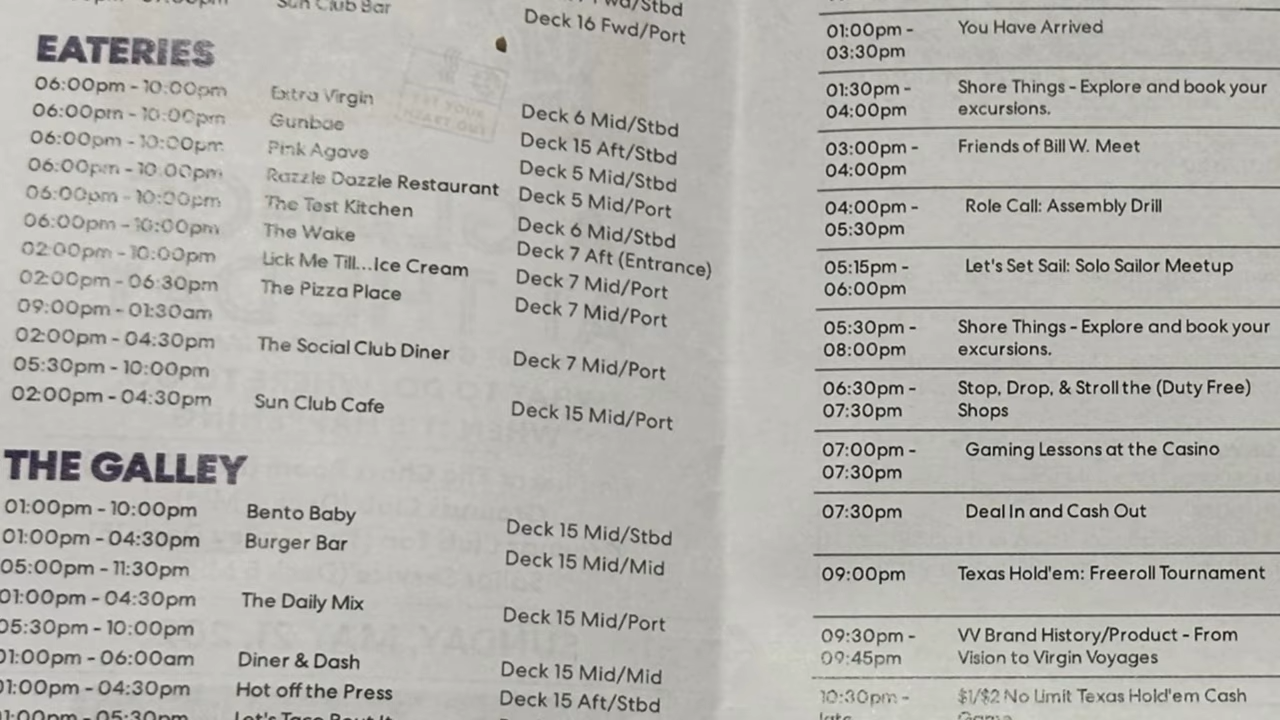 Sun Club Bar
Deck 16 Fwd/Port
EATERIES
06:00pm - 10:00pm Extra Virgin Deck 6 Mid/Stbd
06:00pm - 10:00pm Gunbae Deck 15 Aft/Stbd
06:00pm - 10:00pm Pink Agave Deck 5 Mid/Stbd
06:00pm - 10:00pm Razzle Dazzle Restaurant Deck 5 Mid/Port
06:00pm - 10:00pm The Test Kitchen Deck 6 Mid/Stbd
06:00pm - 10:00pm The Wake Deck 7 Aft (Entrance)
02:00pm - 10:00pm Lick Me Till...Ice Cream Deck 7 Mid/Port
02:00pm - 06:30pm The Pizza Place Deck 7 Mid/Port
09:00pm - 01:30am
02:00pm - 04:30pm The Social Club Diner Deck 7 Mid/Port
05:30pm - 10:00pm
02:00pm - 04:30pm Sun Club Cafe Deck 15 Mid/Port
THE GALLEY
01:00pm - 10:00pm Bento Baby Deck 15 Mid/Stbd
01:00pm - 04:30pm Burger Bar Deck 15 Mid/Mid
05:00pm - 11:30pm
01:00pm - 04:30pm The Daily Mix Deck 15 Mid/Port
05:30pm - 10:00pm
01:00pm - 06:00am Diner & Dash Deck 15 Mid/Mid
01:00pm - 04:30pm Hot off the Press Deck 15 Aft/Stbd
01:00pm - 05:30pm
01:00pm - You Have Arrived
03:30pm
01:30pm - Shore Things - Explore and book your
04:00pm excursions.
03:00pm - Friends of Bill W. Meet
04:00pm
04:00pm - Role Call: Assembly Drill
05:30pm
05:15pm - Let's Set Sail: Solo Sailor Meetup
06:00pm
05:30pm - Shore Things - Explore and book your
08:00pm excursions.
06:30pm - Stop, Drop, & Stroll the (Duty Free)
07:30pm Shops
07:00pm - Gaming Lessons at the Casino
07:30pm
07:30pm Deal In and Cash Out
09:00pm Texas Hold'em: Freeroll Tournament
09:30pm - VV Brand History/Product - From
09:45pm Vision to Virgin Voyages
10:30pm - $1/$2 No Limit Texas Hold'em Cash